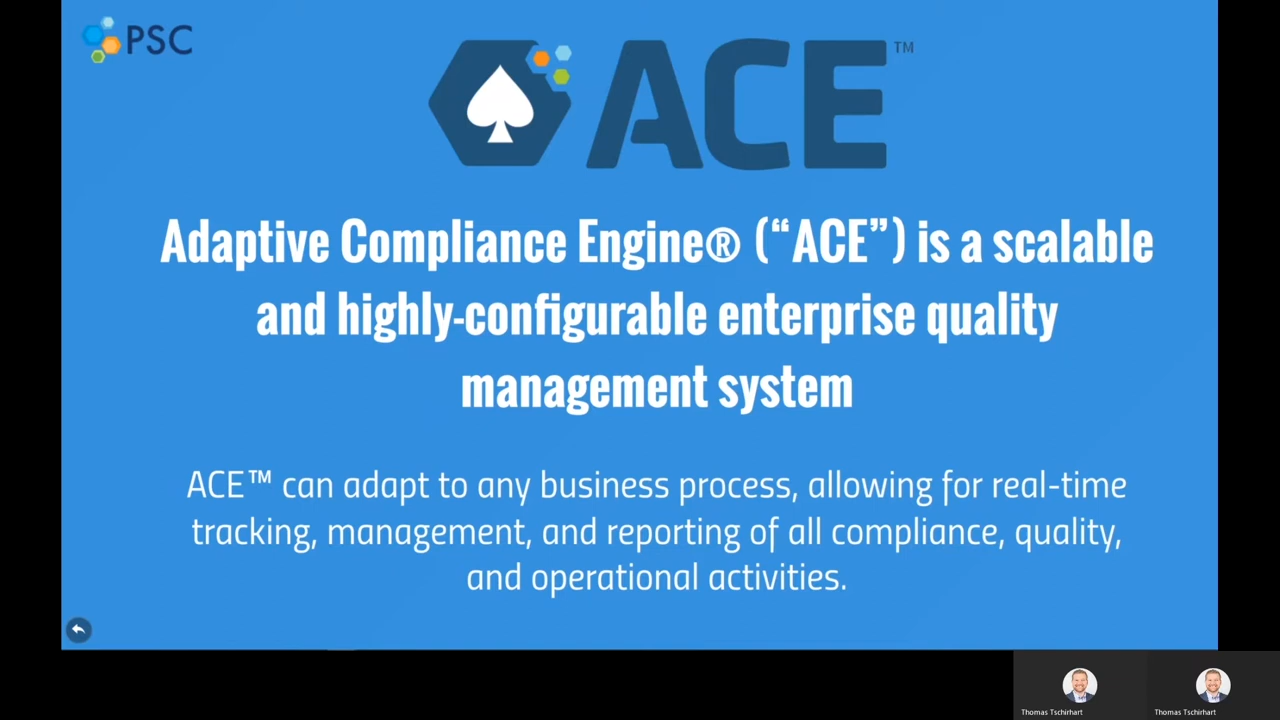 PSC
ACE™
Adaptive Compliance Engine® (“ACE”) is a scalable
and highly-configurable enterprise quality
management system
ACE™ can adapt to any business process, allowing for real-time
tracking, management, and reporting of all compliance, quality,
and operational activities.
Thomas Tschirhart
Thomas Tschirhart